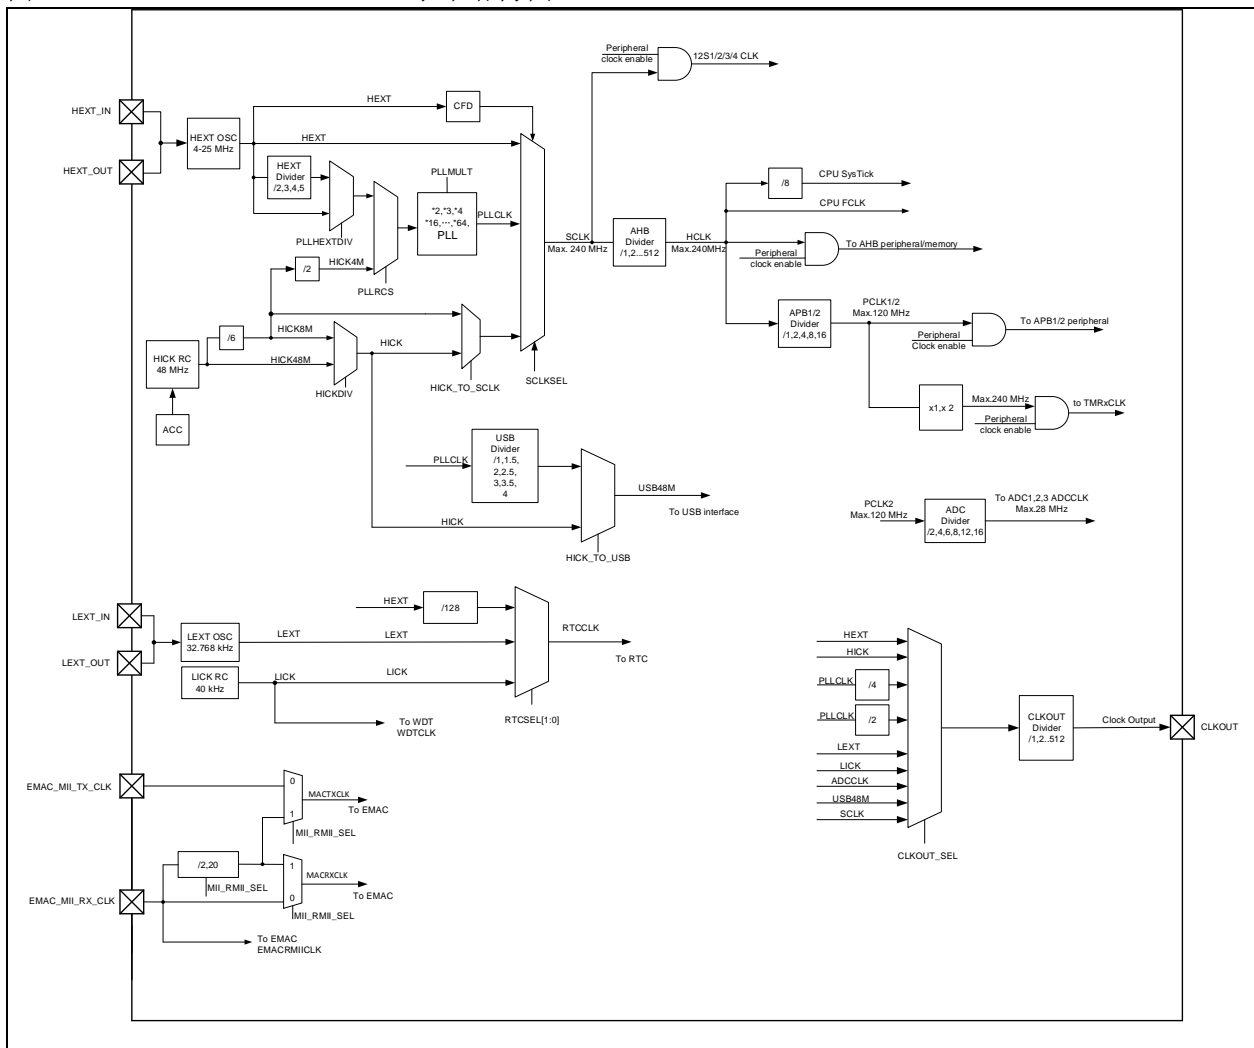 Peripheral
clock enable
12S1/2/3/4 CLK
HEXT_IN
HEXT_OUT
HEXT OSC
4-25 MHz
HEXT
CFD
HEXT
HEXT
Divider
/2,3,4,5
PLLHEXTDIV
PLLMULT
*2,*3,*4
*16,...,*64,
PLL
PLLCLK
/2
HICK4M
PLLRCS
SCLK
Max. 240 MHz
AHB
Divider
/1,2...512
HCLK
Max.240MHz
/8
CPU SysTick
CPU FCLK
To AHB peripheral/memory
Peripheral
clock enable
APB1/2
Divider
/1,2,4,8,16
PCLK1/2
Max.120 MHz
To APB1/2 peripheral
Peripheral
Clock enable
x1,x 2
Max.240 MHz
to TMRxCLK
Peripheral
clock enable
HICK RC
48 MHz
/6
HICK8M
HICK48M
HICKDIV
HICK
HICK_TO_SCLK
SCLKSEL
ACC
PLLCLK
USB
Divider
/1,1.5,
2,2.5,
3,3.5,
4
USB48M
To USB interface
HICK
HICK_TO_USB
PCLK2
Max.120 MHz
ADC
Divider
/2,4,6,8,12,16
To ADC1,2,3 ADCCLK
Max.28 MHz
LEXT_IN
LEXT_OUT
LEXT OSC
32.768 kHz
LEXT
LEXT
HEXT
/128
RTCCLK
To RTC
LICK RC
40 kHz
LICK
LICK
RTCSEL[1:0]
To WDT
WDTCLK
HEXT
HICK
PLLCLK
/4
PLLCLK
/2
LEXT
LICK
ADCCLK
USB48M
SCLK
CLKOUT_SEL
CLKOUT
Divider
/1,2..512
Clock Output
CLKOUT
EMAC_MII_TX_CLK
0
1
MACTXCLK
To EMAC
MII_RMII_SEL
/2,20
MII_RMII_SEL
1
0
MACRXCLK
To EMAC
MII_RMII_SEL
EMAC_MII_RX_CLK
To EMAC
EMACRMIICLK